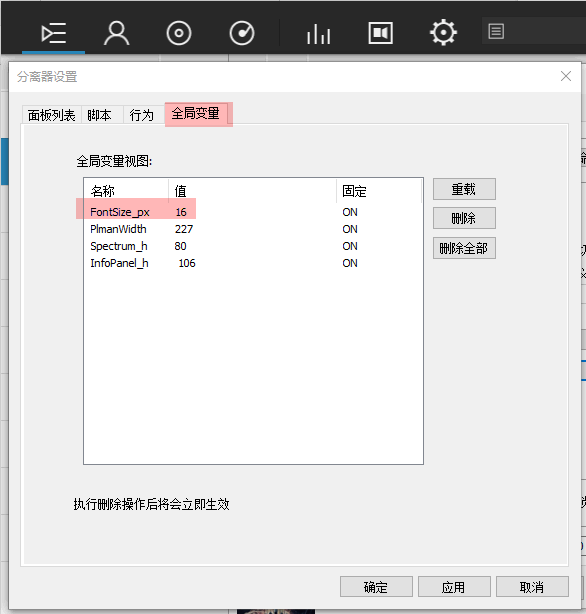 分离器设置
面板列表 脚本 行为 全局变量
全局变量视图:
名称 值 固定
FontSize_px 16 ON
PlmanWidth 227 ON
Spectrum_h 80 ON
InfoPanel_h 106 ON
重载
删除
删除全部
执行删除操作后将会立即生效
确定 应用 取消